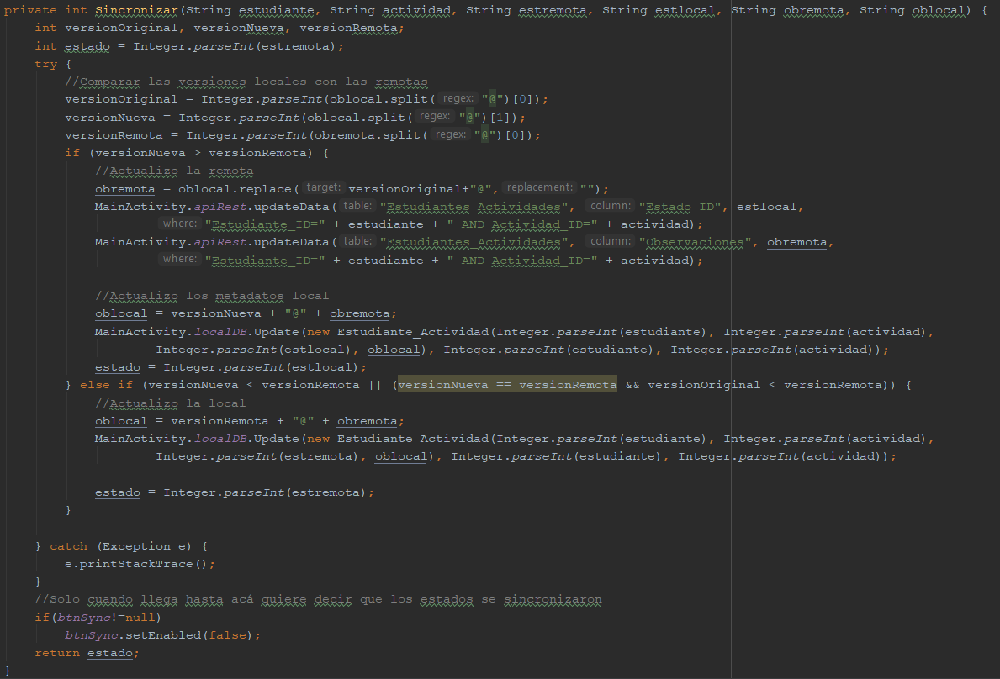 private int Sincronizar(String estudiante, String actividad, String estremota, String estlocal, String obremota, String oblocal) {
int versionOriginal, versionNueva, versionRemota;
int estado = Integer.parseInt(estremota);
try {
//Comparar las versiones locales con las remotas
versionOriginal = Integer.parseInt(oblocal.split( regex: "@")[0]);
versionNueva = Integer.parseInt(oblocal.split( regex: "@")[1]);
versionRemota = Integer.parseInt(obremota.split( regex: "@")[0]);
if (versionNueva > versionRemota) {
//Actualizo la remota
obremota = oblocal.replace( target: versionOriginal+"@", replacement: "");
MainActivity.apiRest.updateData( table: "Estudiantes_Actividades", column: "Estado_ID", estlocal,
where: "Estudiante_ID=" + estudiante + " AND Actividad_ID=" + actividad);
MainActivity.apiRest.updateData( table: "Estudiantes_Actividades", column: "Observaciones", obremota,
where: "Estudiante_ID=" + estudiante + " AND Actividad_ID=" + actividad);
//Actualizo los metadatos local
oblocal = versionNueva + "@" + obremota;
MainActivity.localDB.Update(new Estudiante_Actividad(Integer.parseInt(estudiante), Integer.parseInt(actividad),
Integer.parseInt(estlocal), oblocal), Integer.parseInt(estudiante), Integer.parseInt(actividad));
estado = Integer.parseInt(estlocal);
} else if (versionNueva < versionRemota || (versionNueva == versionRemota && versionOriginal < versionRemota)) {
//Actualizo la local
oblocal = versionRemota + "@" + obremota;
MainActivity.localDB.Update(new Estudiante_Actividad(Integer.parseInt(estudiante), Integer.parseInt(actividad),
Integer.parseInt(estremota), oblocal), Integer.parseInt(estudiante), Integer.parseInt(actividad));
estado = Integer.parseInt(estremota);
}
} catch (Exception e) {
e.printStackTrace();
}
//Solo cuando llega hasta acá quiere decir que los estados se sincronizaron
if(btnSync!=null)
btnSync.setEnabled(false);
return estado;
}